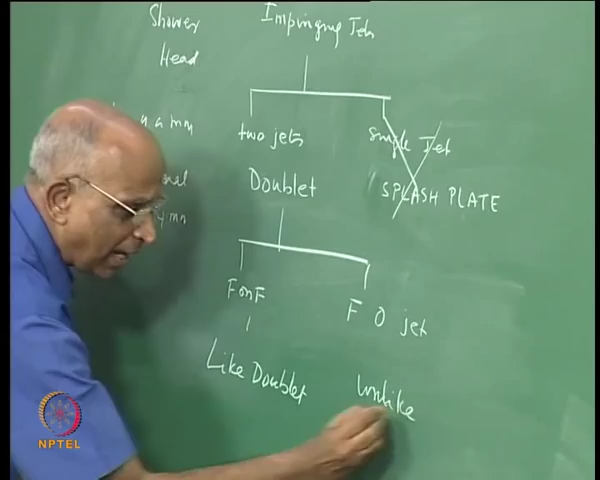 Shower
Head
Impinging Jets
two jets
Single Jet
Doublet
SPLASH PLATE
F on F
F O jet
Like Doublet
Unlike
NPTEL